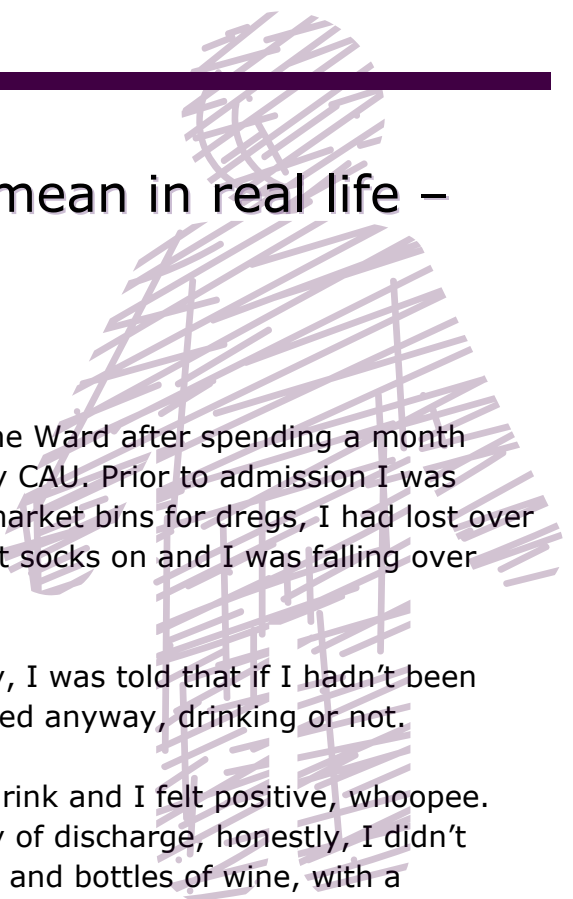 mean in real life –
ne Ward after spending a month
y CAU. Prior to admission I was
market bins for dregs, I had lost over
t socks on and I was falling over
y, I was told that if I hadn't been
ed anyway, drinking or not.
rink and I felt positive, whoopee.
y of discharge, honestly, I didn't
and bottles of wine, with a